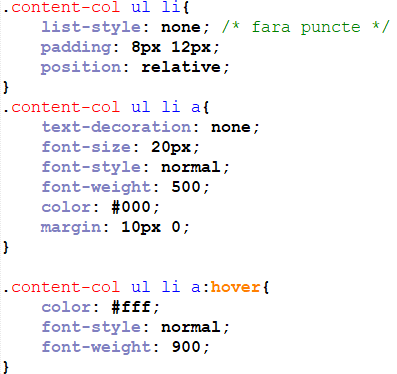 .content-col ul li{
    list-style: none; /* fara puncte */
    padding: 8px 12px;
    position: relative;
}
.content-col ul li a{
    text-decoration: none;
    font-size: 20px;
    font-style: normal;
    font-weight: 500;
    color: #000;
    margin: 10px 0;
}

.content-col ul li a:hover{
    color: #fff;
    font-style: normal;
    font-weight: 900;
}